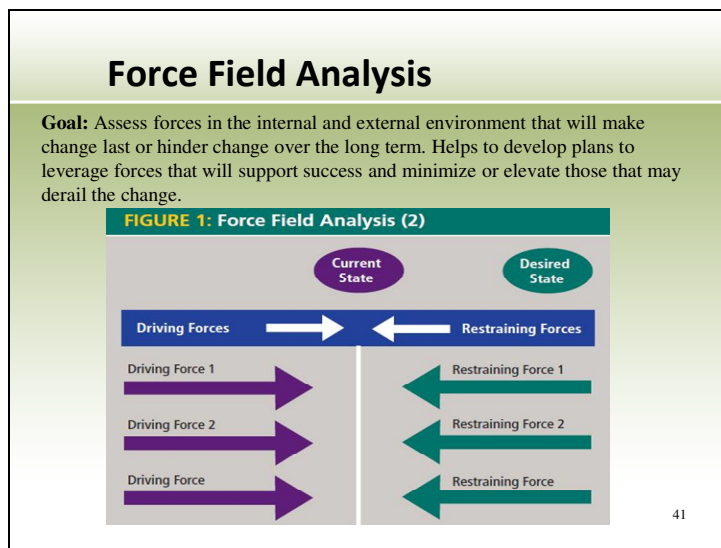 Force Field Analysis
Goal: Assess forces in the internal and external environment that will make
change last or hinder change over the long term. Helps to develop plans to
leverage forces that will support success and minimize or elevate those that may
derail the change.
FIGURE 1: Force Field Analysis (2)
Current
State
Desired
State
Driving Forces
Restraining Forces
Driving Force 1
Restraining Force 1
Driving Force 2
Restraining Force 2
Driving Force
Restraining Force
41